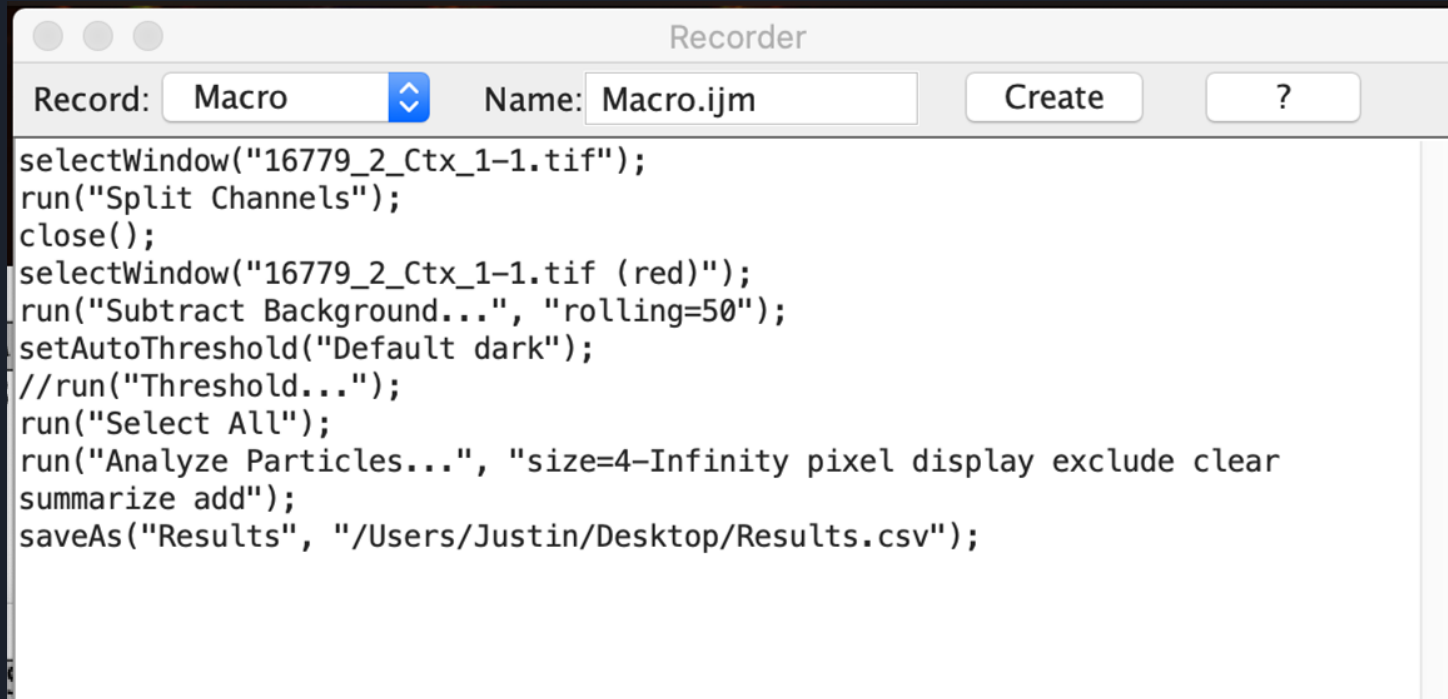 Recorder
Record: Macro Name: Macro.ijm Create ?
selectWindow("16779_2_Ctx_1-1.tif");
run("Split Channels");
close();
selectWindow("16779_2_Ctx_1-1.tif (red)");
run("Subtract Background...", "rolling=50");
setAutoThreshold("Default dark");
//run("Threshold...");
run("Select All");
run("Analyze Particles...", "size=4-Infinity pixel display exclude clear
summarize add");
saveAs("Results", "/Users/Justin/Desktop/Results.csv");